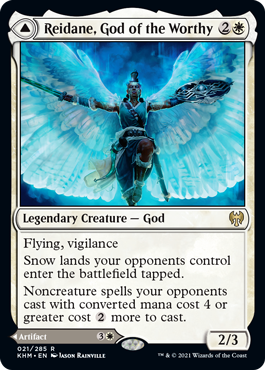 Reidane, God of the Worthy 2
Legendary Creature — God
Flying, vigilance
Snow lands your opponents control
enter the battlefield tapped.
Noncreature spells your opponents
cast with converted mana cost 4 or
greater cost 2 more to cast.
Artifact 3
2/3
021/285 R
KHM • EN JASON RAINVILLE
™ & © 2021 Wizards of the Coast